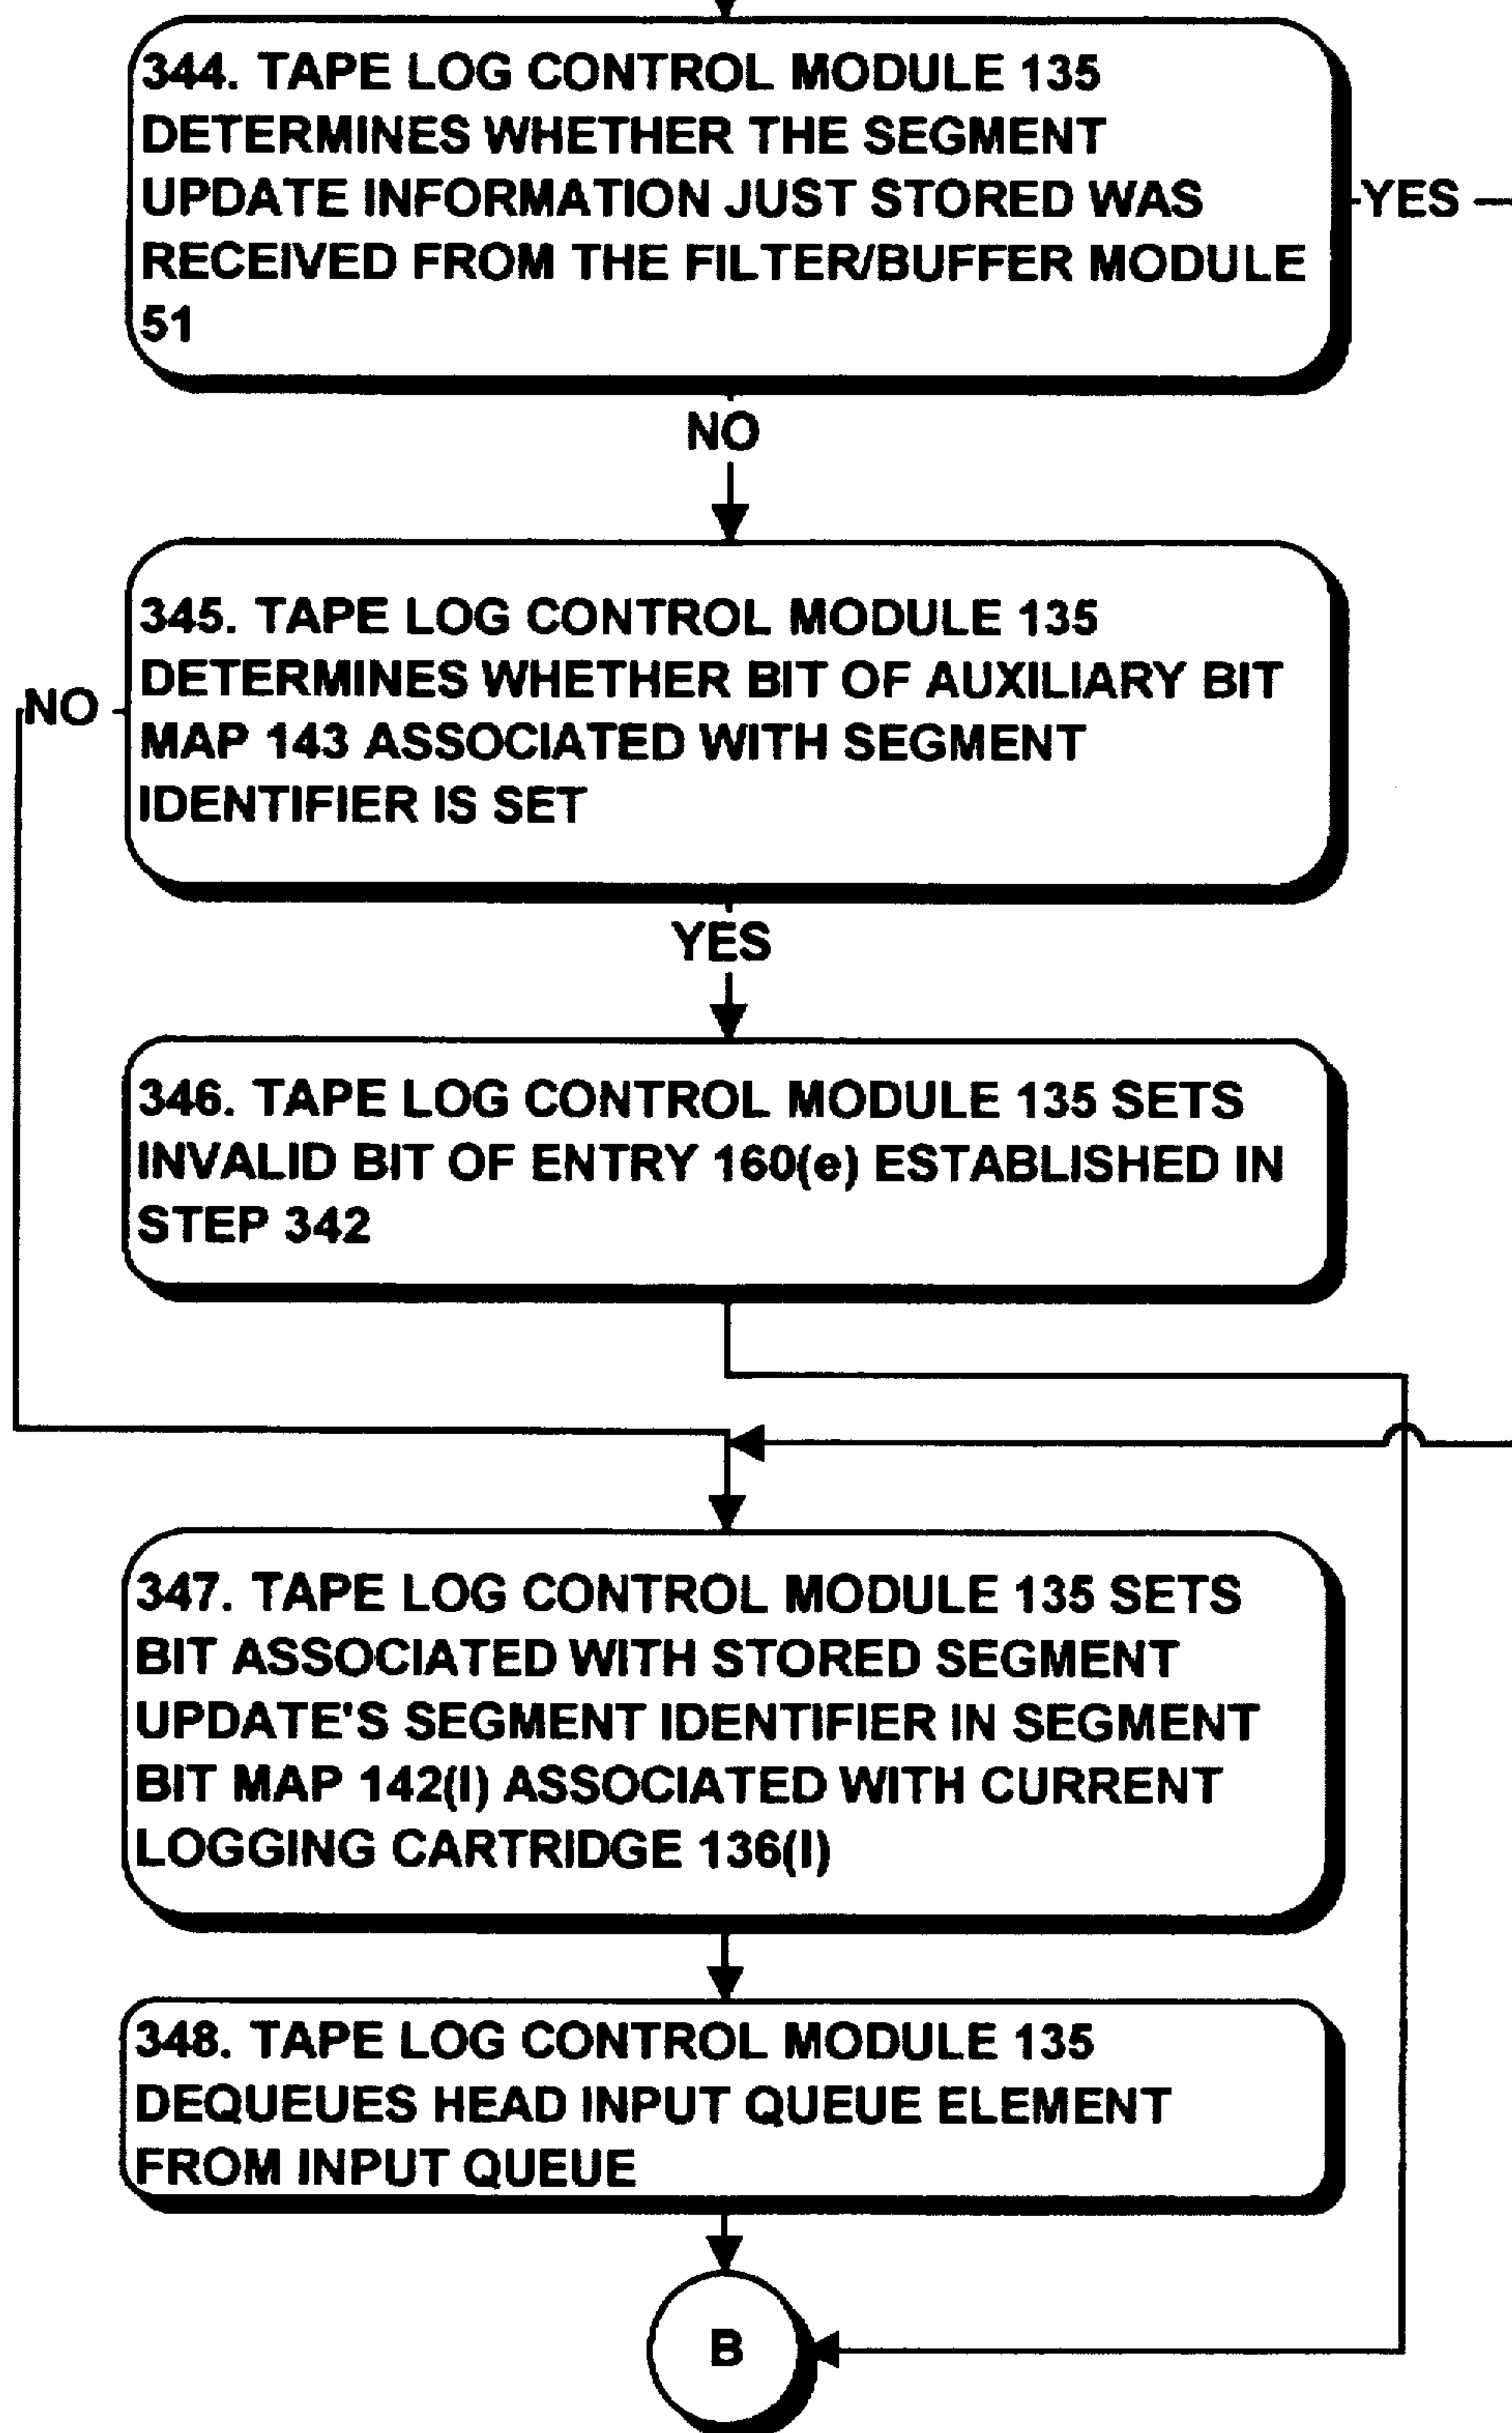 344. TAPE LOG CONTROL MODULE 135
DETERMINES WHETHER THE SEGMENT
UPDATE INFORMATION JUST STORED WAS
RECEIVED FROM THE FILTER/BUFFER MODULE
51
YES
NO
345. TAPE LOG CONTROL MODULE 135
DETERMINES WHETHER BIT OF AUXILIARY BIT
MAP 143 ASSOCIATED WITH SEGMENT
IDENTIFIER IS SET
NO
YES
346. TAPE LOG CONTROL MODULE 135 SETS
INVALID BIT OF ENTRY 160(e) ESTABLISHED IN
STEP 342
347. TAPE LOG CONTROL MODULE 135 SETS
BIT ASSOCIATED WITH STORED SEGMENT
UPDATE'S SEGMENT IDENTIFIER IN SEGMENT
BIT MAP 142(I) ASSOCIATED WITH CURRENT
LOGGING CARTRIDGE 136(I)
348. TAPE LOG CONTROL MODULE 135
DEQUEUES HEAD INPUT QUEUE ELEMENT
FROM INPUT QUEUE
B